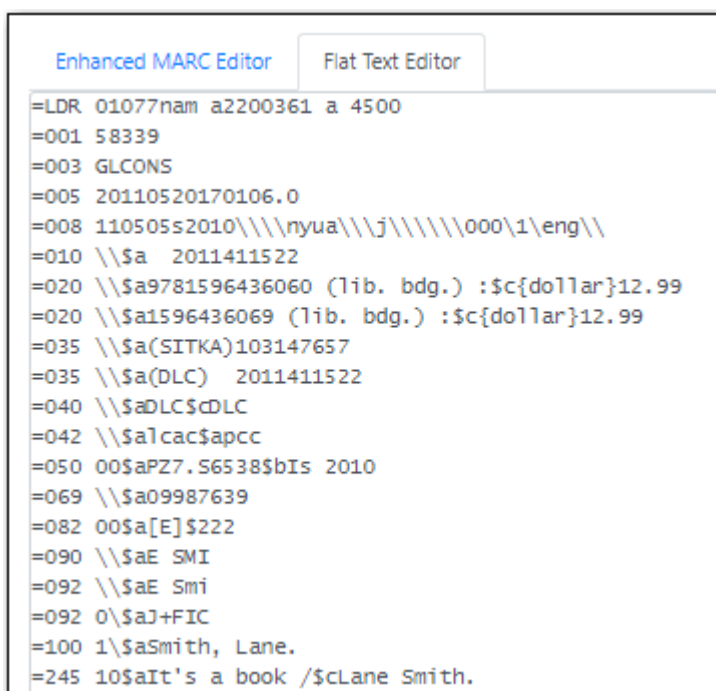 Enhanced MARC Editor Flat Text Editor
=LDR 01077nam a2200361 a 4500
=001 58339
=003 GLCONS
=005 20110520170106.0
=008 110505s2010\\\\nyua\\\j\\\\\\000\1\eng\\
=010 \\$a  2011411522
=020 \\$a9781596436060 (lib. bdg.) :$c{dollar}12.99
=020 \\$a1596436069 (lib. bdg.) :$c{dollar}12.99
=035 \\$a(SITKA)103147657
=035 \\$a(DLC)  2011411522
=040 \\$aDLC$cDLC
=042 \\$alcac$apcc
=050 00$aPZ7.S6538$bIs 2010
=069 \\$a09987639
=082 00$a[E]$222
=090 \\$aE SMI
=092 \\$aE Smi
=092 0\$aJ+FIC
=100 1\$aSmith, Lane.
=245 10$aIt's a book /$cLane Smith.